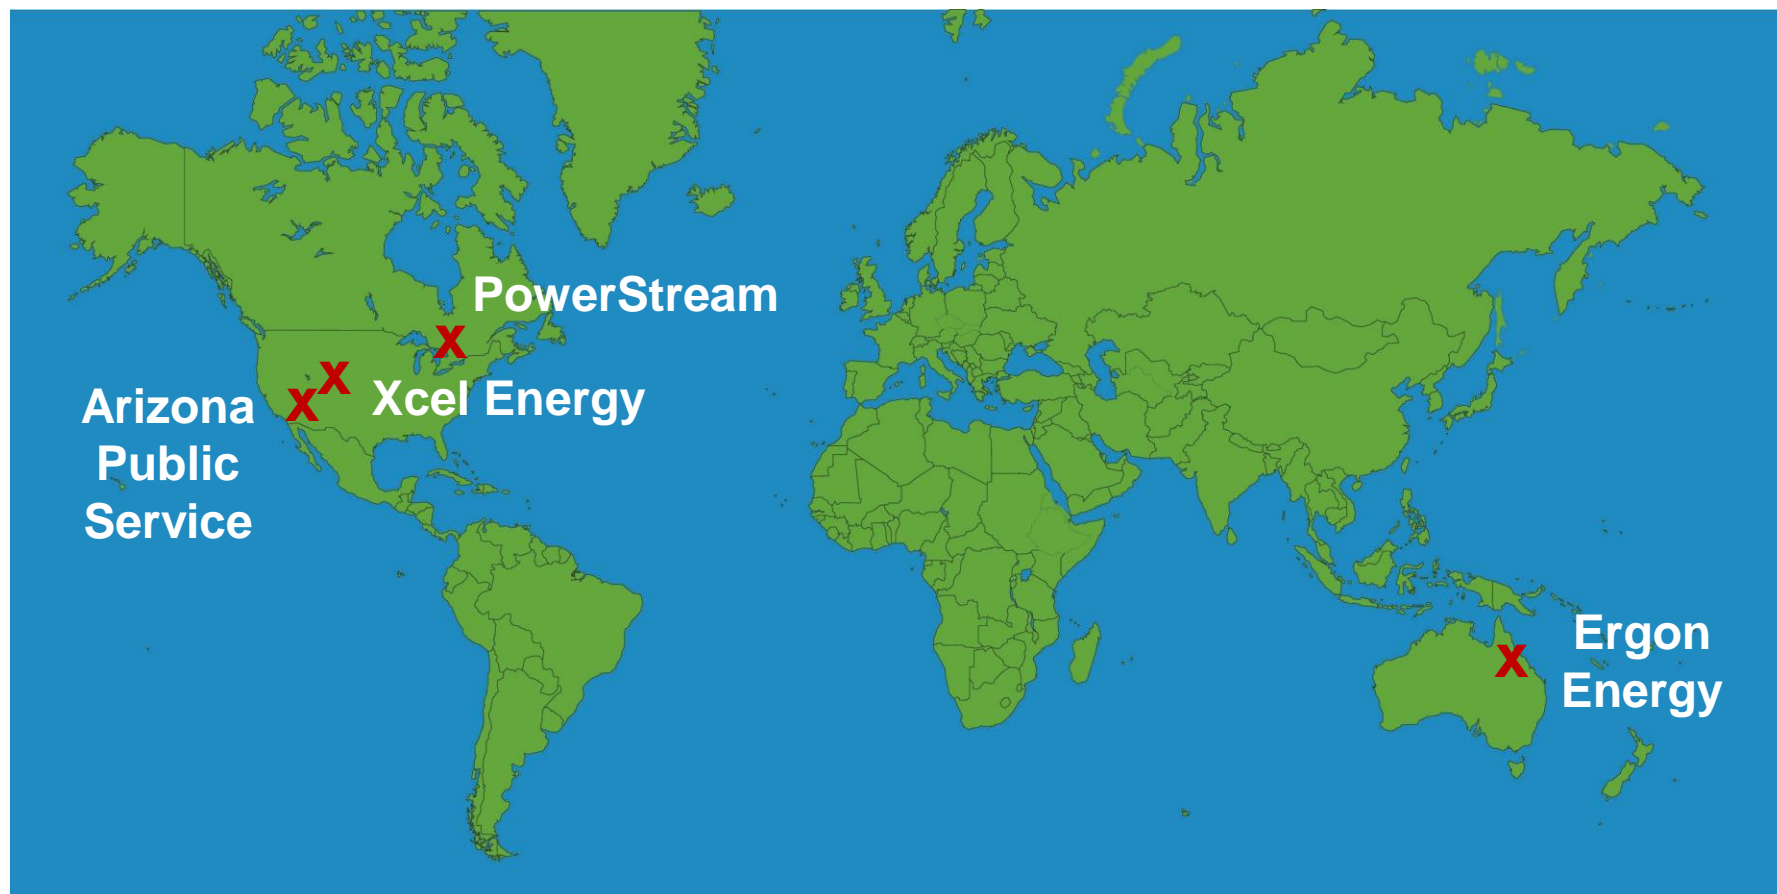 PowerStream
x
x
Xcel Energy
x
Arizona
Public
Service
Ergon
x
Energy